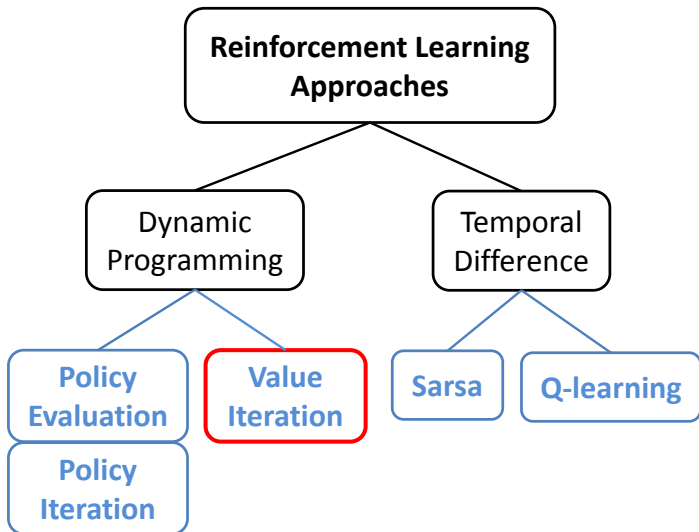 Reinforcement Learning
Approaches
Dynamic
Programming
Temporal
Difference
Policy
Evaluation
Value
Iteration
Sarsa
Q-learning
Policy
Iteration